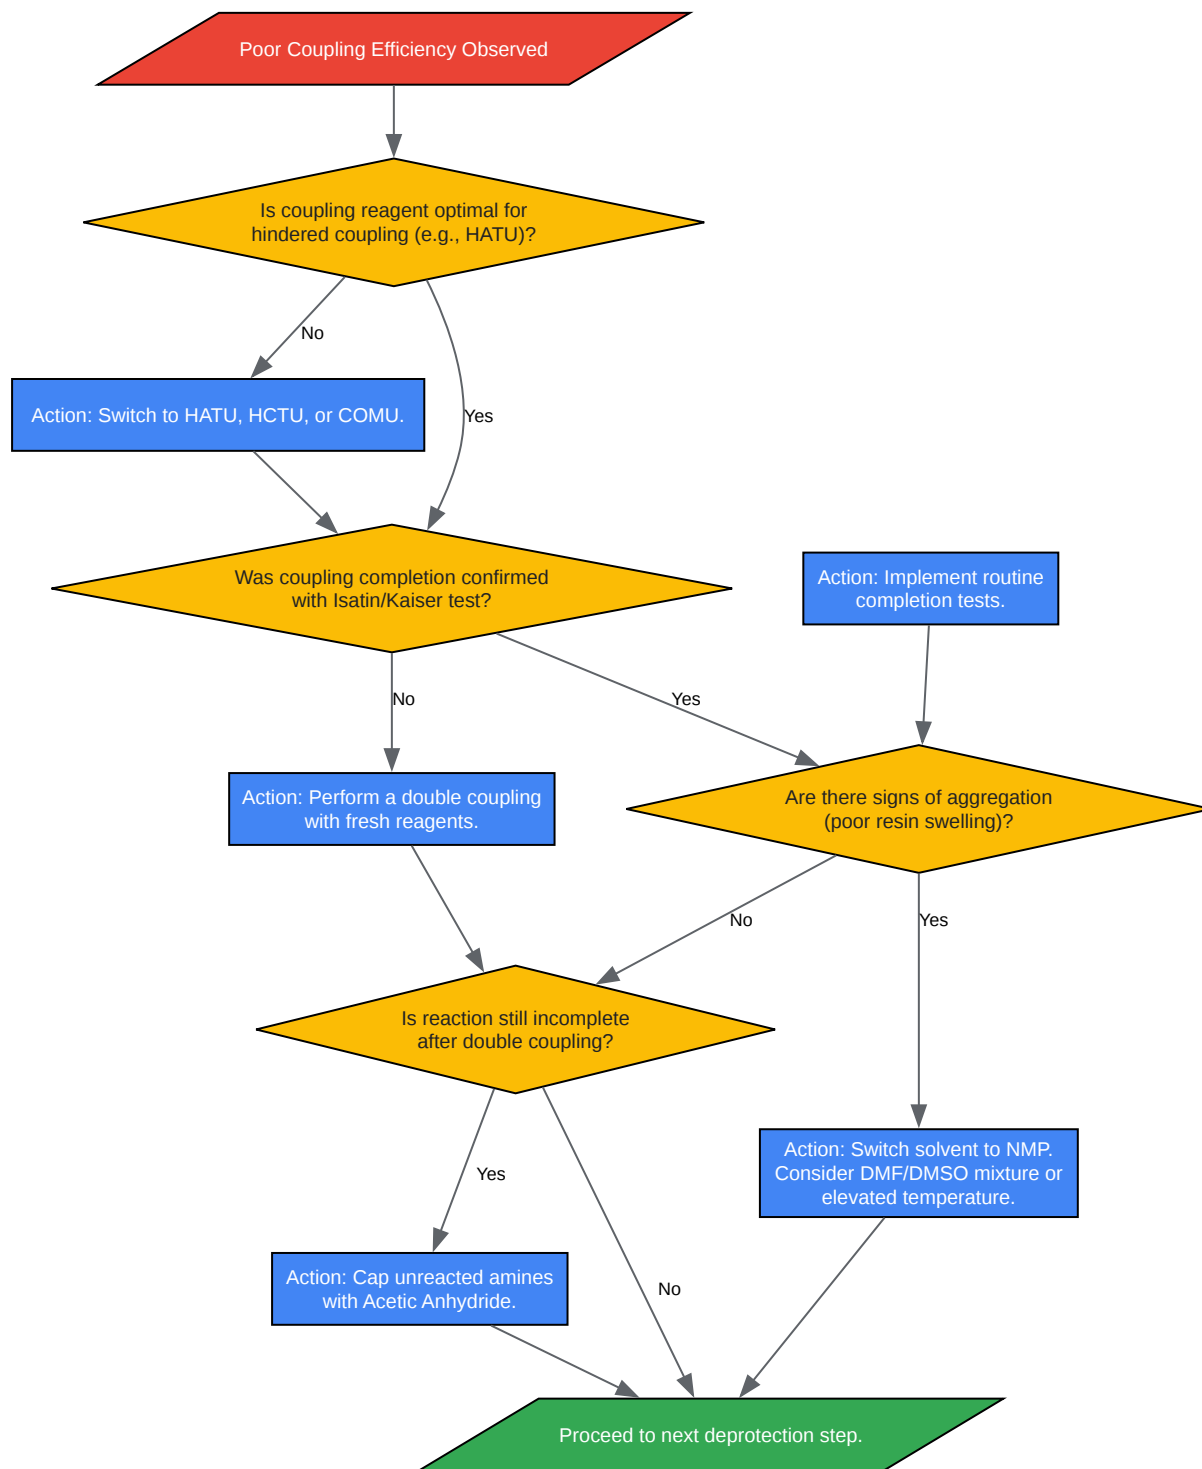 Poor Coupling Efficiency Observed
Is coupling reagent optimal for
hindered coupling (e.g., HATU)?
No
Action: Switch to HATU, HCTU, or COMU.
Yes
Was coupling completion confirmed
with Isatin/Kaiser test?
Action: Implement routine
completion tests.
No
Yes
Action: Perform a double coupling
with fresh reagents.
Are there signs of aggregation
(poor resin swelling)?
No
Yes
Is reaction still incomplete
after double coupling?
Action: Switch solvent to NMP.
Consider DMF/DMSO mixture or
elevated temperature.
Yes
Action: Cap unreacted amines
with Acetic Anhydride.
No
Proceed to next deprotection step.